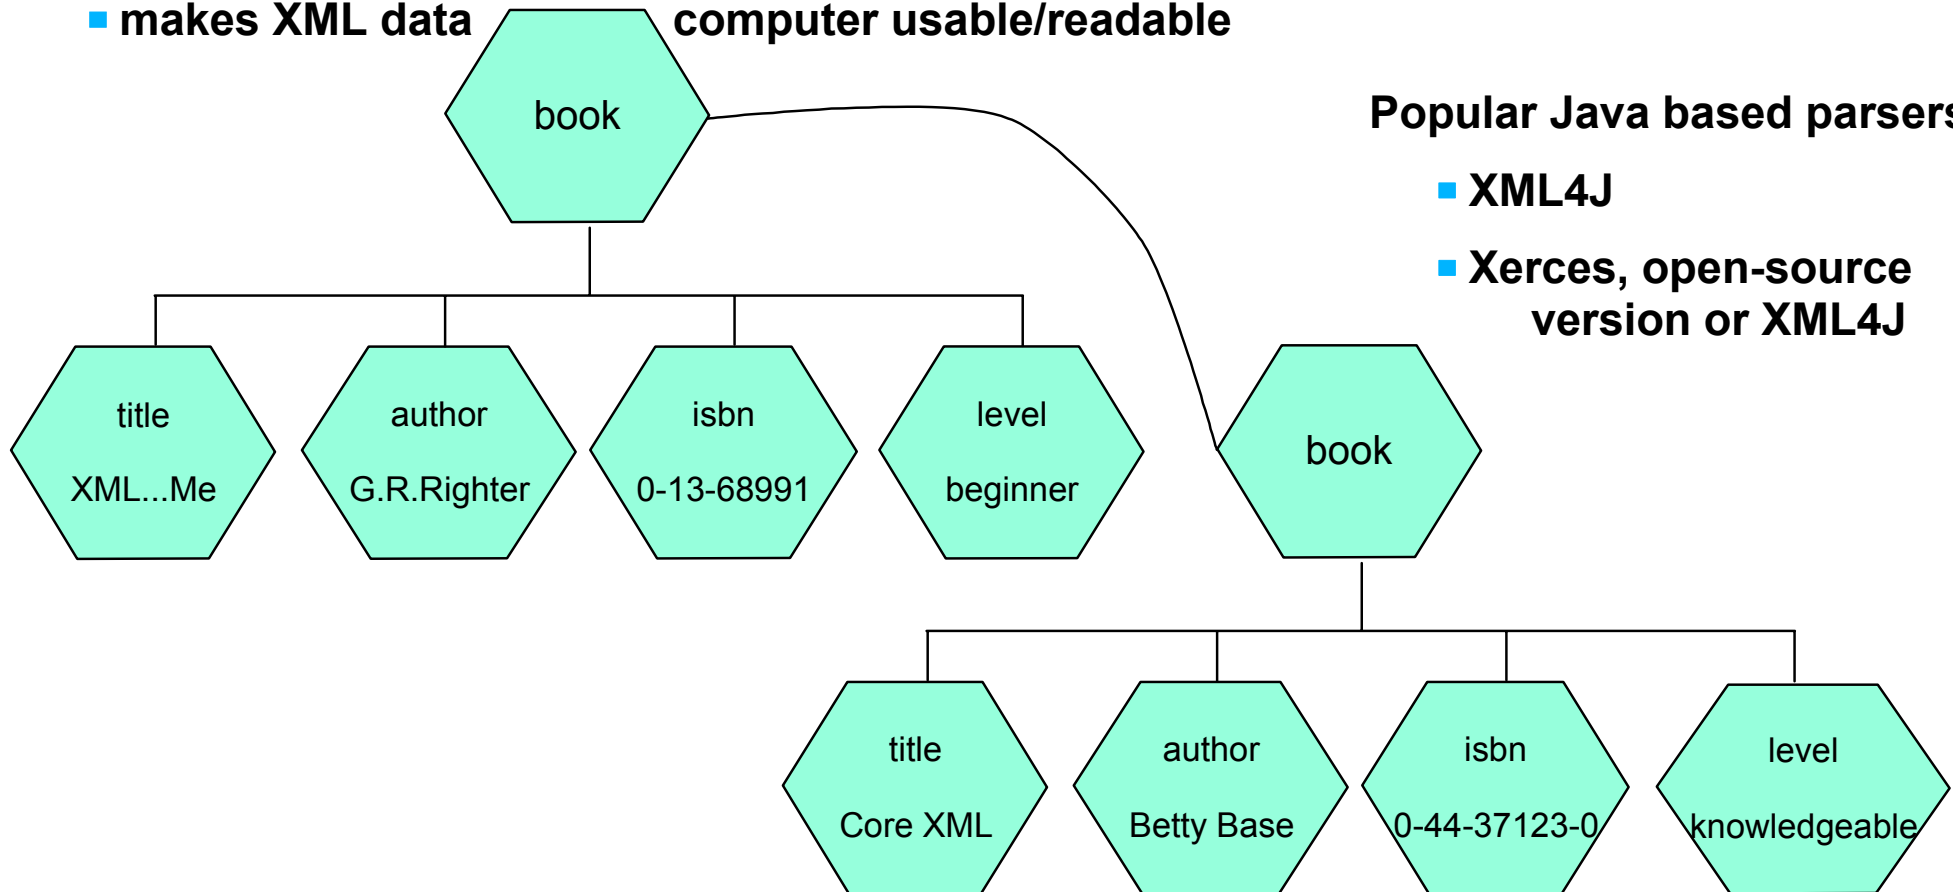 makes XML data computer usable/readable
book
Popular Java based parsers
XML4J
Xerces, open-source
version or XML4J
title
XML...Me
author
G.R.Righter
isbn
0-13-68991
level
beginner
book
title
Core XML
author
Betty Base
isbn
0-44-37123-0
level
knowledgeable